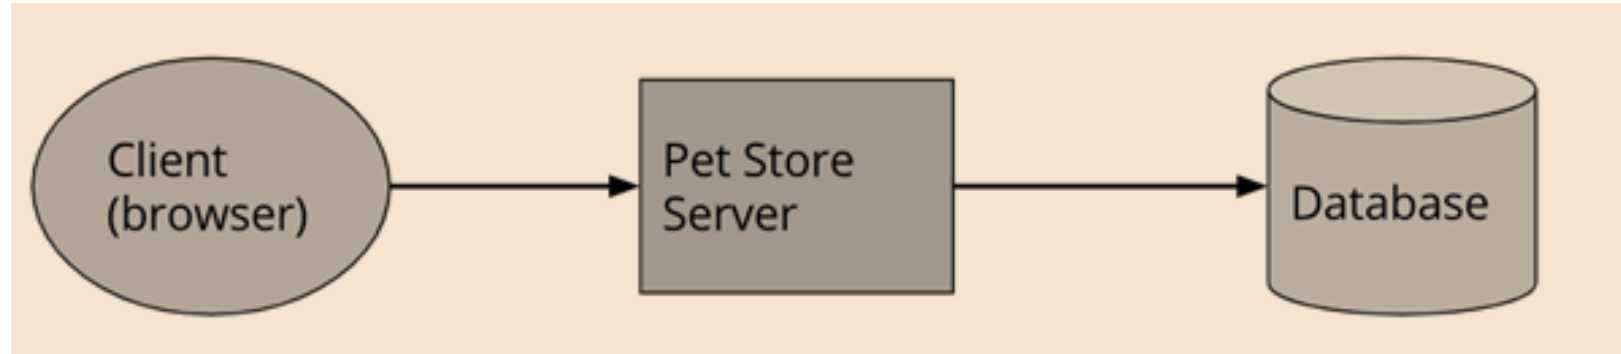 Client
(browser)
Pet Store
Server
Database